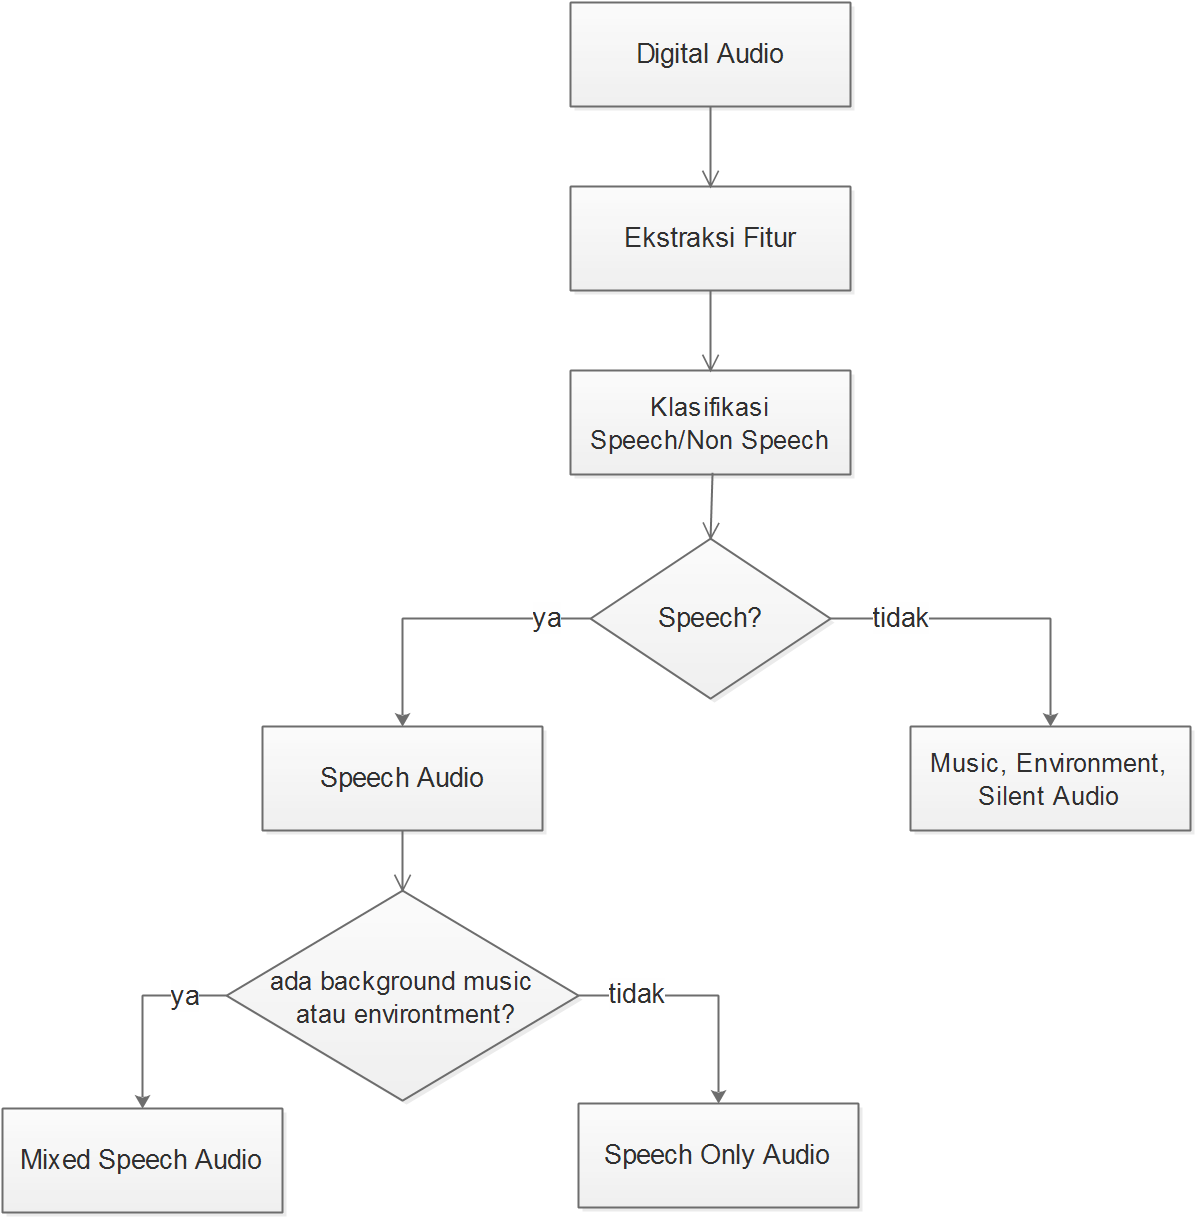 Digital Audio
Ekstraksi Fitur
Klasifikasi
Speech/Non Speech
Speech?
ya
tidak
Speech Audio
Music, Environment,
Silent Audio
ada background music
atau environtment?
ya
tidak
Mixed Speech Audio
Speech Only Audio